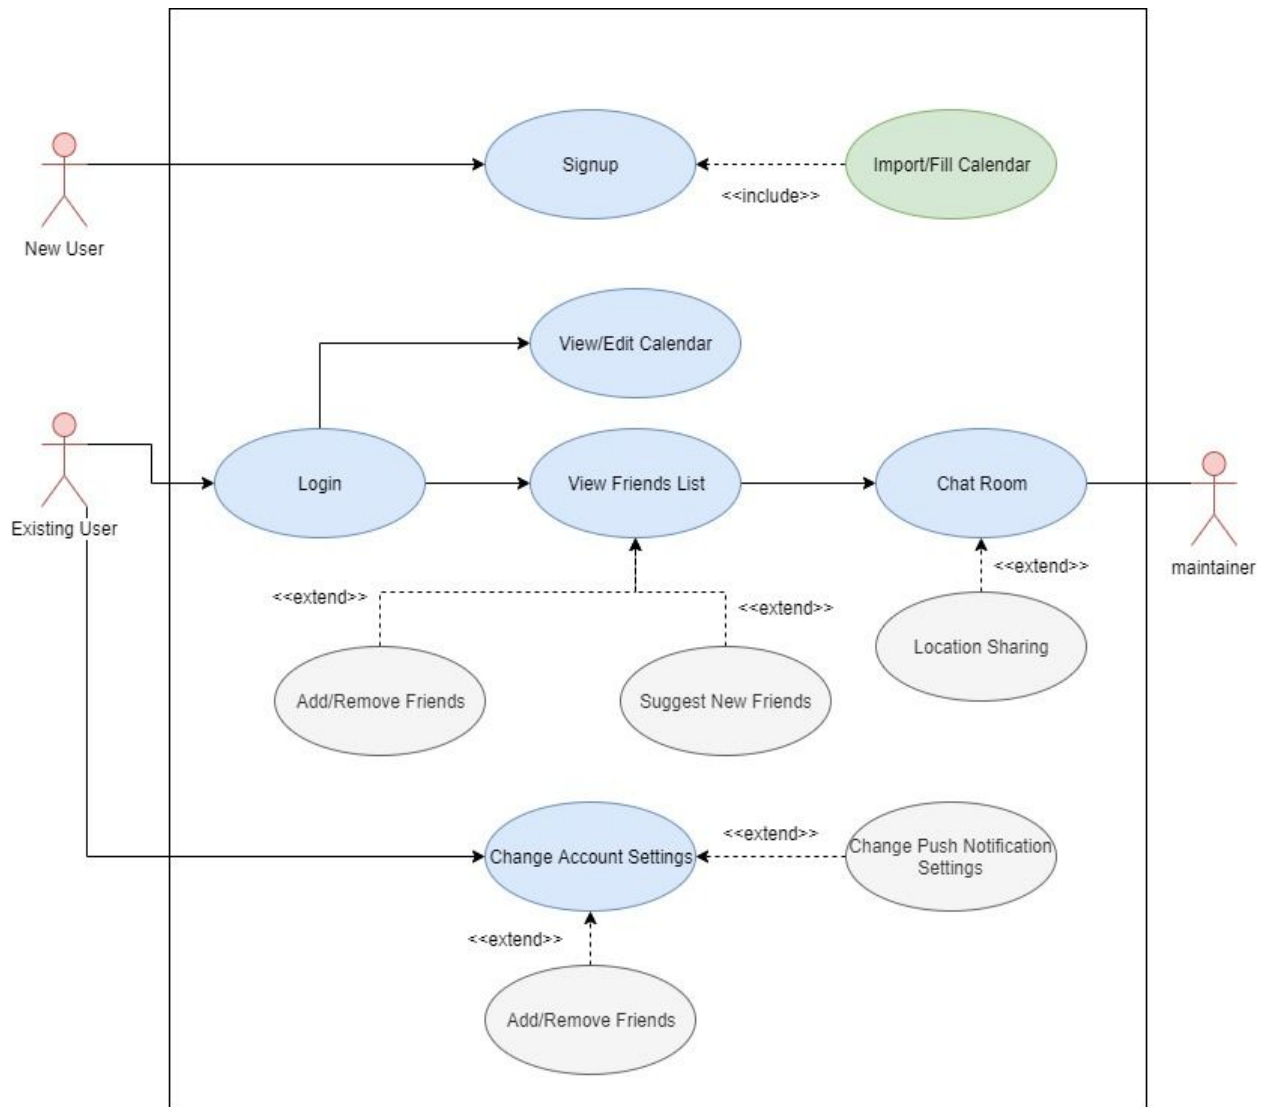 Signup
Import/Fill Calendar
<<include>>
New User
View/Edit Calendar
Login
View Friends List
Chat Room
Existing User
maintainer
<<extend>>
<<extend>>
<<extend>>
Location Sharing
Add/Remove Friends
Suggest New Friends
<<extend>>
Change Account Settings
Change Push Notification
Settings
<<extend>>
Add/Remove Friends